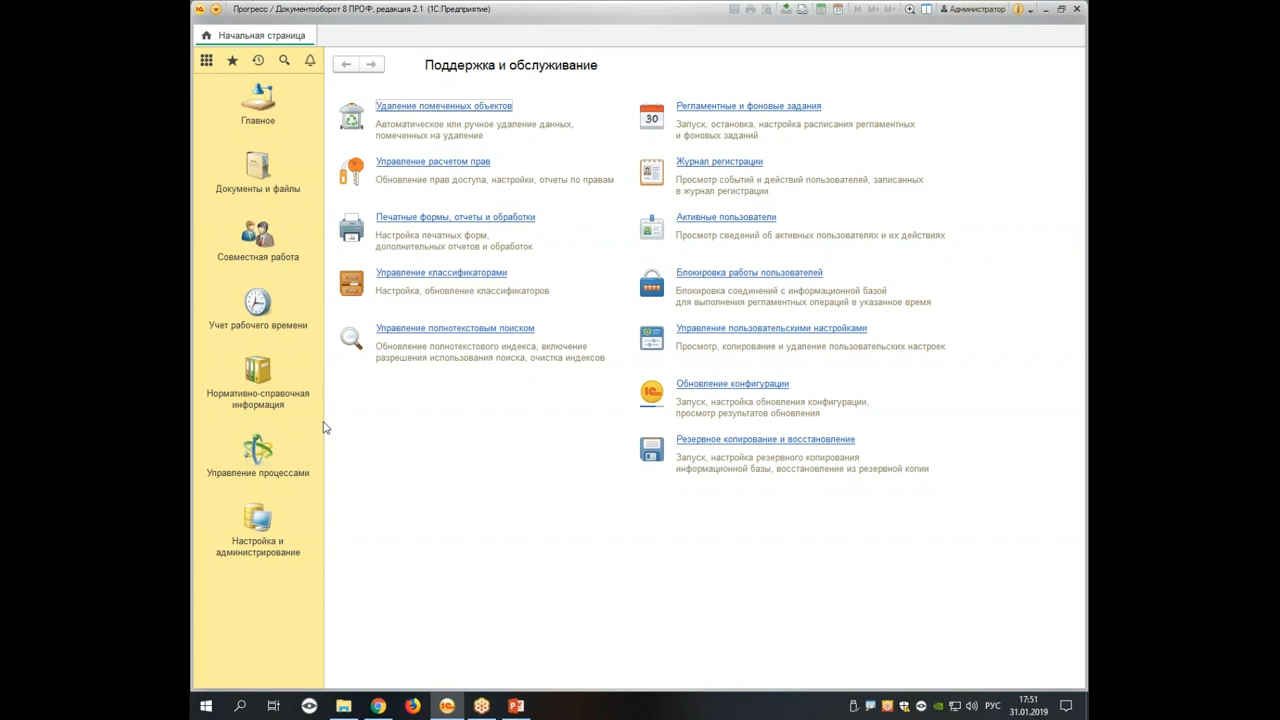 Прогресс / Документооборот 8 ПРОФ, редакция 2.1 (1С:Предприятие)
M M+ M-
Администратор
Начальная страница
Поддержка и обслуживание
Главное
Документы и файлы
Совместная работа
Учет рабочего времени
Нормативно-справочная
информация
Управление процессами
Настройка и
администрирование
Удаление помеченных объектов
Автоматическое или ручное удаление данных,
помеченных на удаление
Управление расчетом прав
Обновление прав доступа, настройки, отчеты по правам
Печатные формы, отчеты и обработки
Настройка печатных форм,
дополнительных отчетов и обработок
Управление классификаторами
Настройка, обновление классификаторов
Управление полнотекстовым поиском
Обновление полнотекстового индекса, включение
разрешения использования поиска, очистка индексов
30
Регламентные и фоновые задания
Запуск, остановка, настройка расписания регламентных
и фоновых заданий
Журнал регистрации
Просмотр событий и действий пользователей, записанных
в журнал регистрации
Активные пользователи
Просмотр сведений об активных пользователях и их действиях
Блокировка работы пользователей
Блокировка соединений с информационной базой
для выполнения регламентных операций в указанное время
Управление пользовательскими настройками
Просмотр, копирование и удаление пользовательских настроек
1С
Обновление конфигурации
Запуск, настройка обновления конфигурации,
просмотр результатов обновления
Резервное копирование и восстановление
Запуск, настройка резервного копирования
информационной базы, восстановление из резервной копии
РУС
17:51
31.01.2019